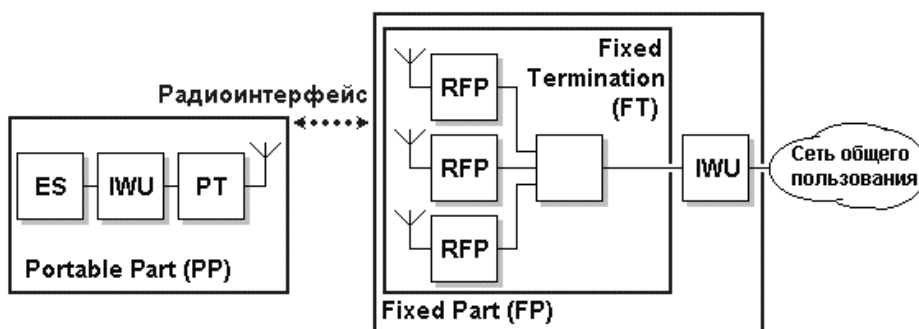 Радиоинтерфейс
ES
IWU
PT
Portable Part (PP)
Fixed
Termination
(FT)
RFP
RFP
RFP
IWU
Fixed Part (FP)
Сеть общего
пользования